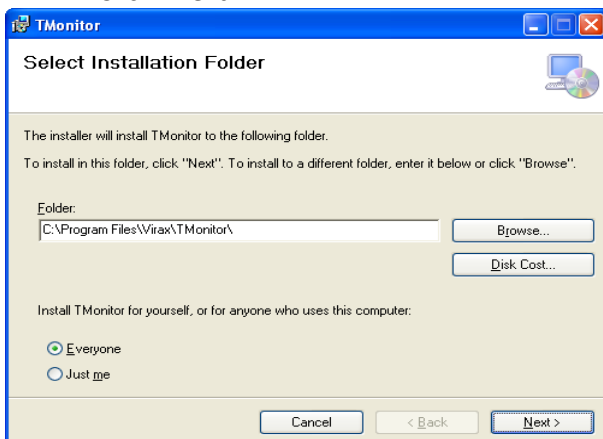 TMonitor
Select Installation Folder
The installer will install TMonitor to the following folder.
To install in this folder, click "Next". To install to a different folder, enter it below or click "Browse".
Folder:
C:\Program Files\Virax\TMonitor\
Browse...
Disk Cost...
Install TMonitor for yourself, or for anyone who uses this computer:
Everyone
Just me
Cancel
< Back
Next >